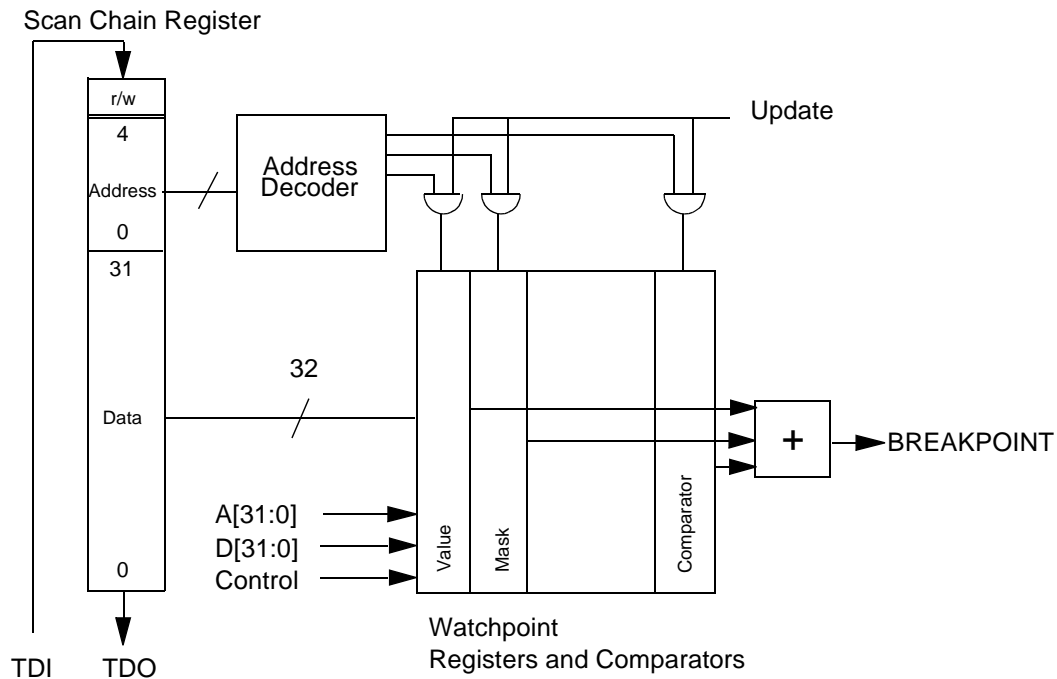 Scan Chain Register
r/w
4
Address
0
31
Data
0
TDI
TDO
Address
Decoder
Update
32
A[31:0]
D[31:0]
Control
Value
Mask
Comparator
+
BREAKPOINT
Watchpoint
Registers and Comparators